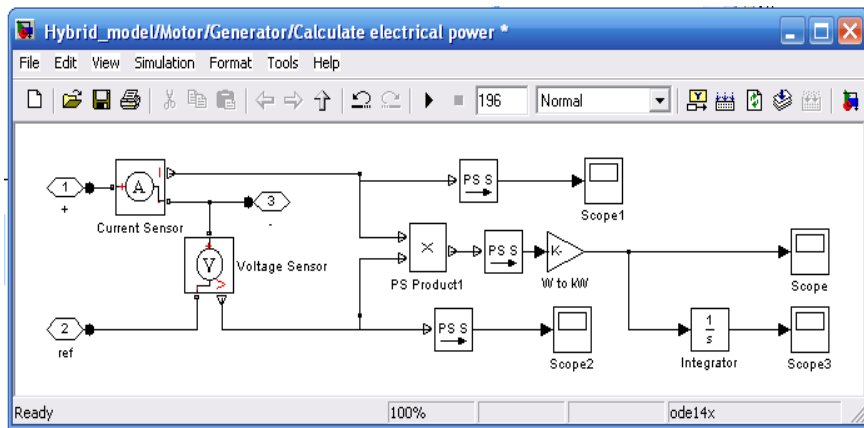 Hybrid_model/Motor/Generator/Calculate electrical power *
File Edit View Simulation Format Tools Help
196 Normal
1
+
A
I
Current Sensor
3
-
PS S
Scope1
V
V
Voltage Sensor
×
PS Product1
PS S
K-
W to kW
Scope
2
ref
PS S
Scope2
1
s
Integrator
Scope3
Ready 100% ode14x